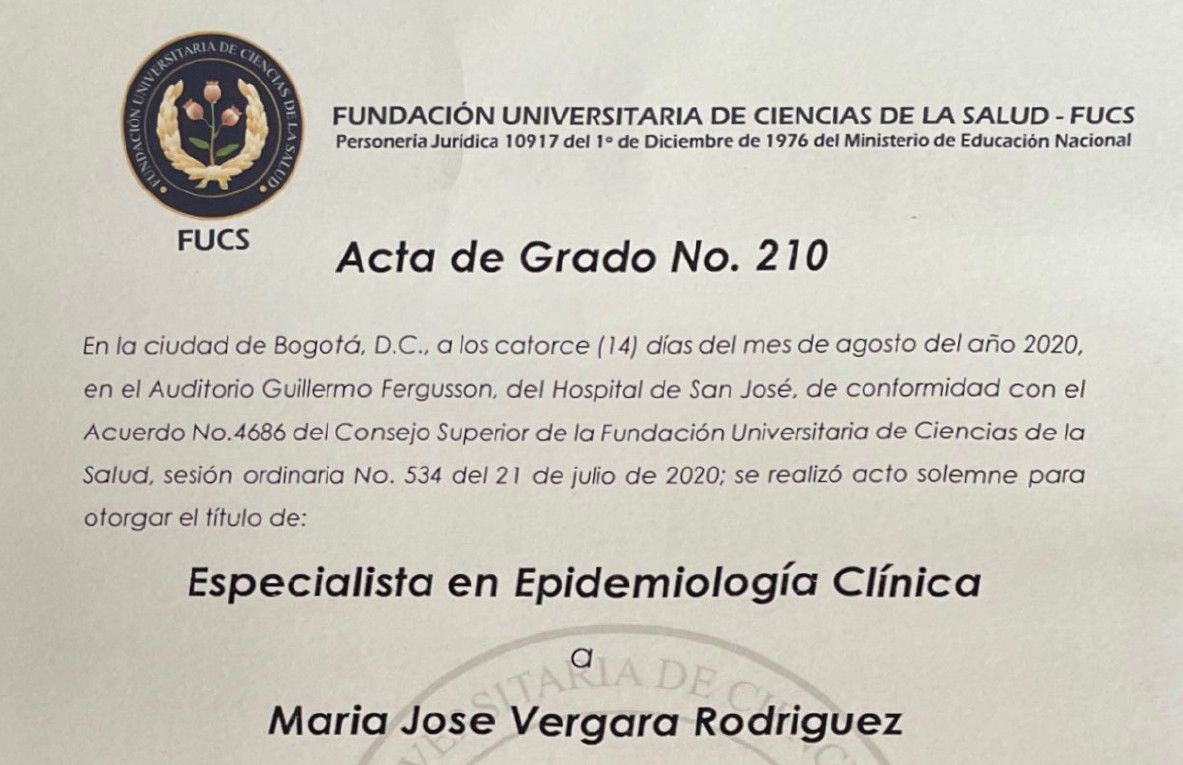 FUNDACIÓN UNIVERSITARIA DE CIENCIAS DE LA SALUD
FUCS
FUNDACIÓN UNIVERSITARIA DE CIENCIAS DE LA SALUD - FUCS
Personería Jurídica 10917 del 1º de Diciembre de 1976 del Ministerio de Educación Nacional
Acta de Grado No. 210
En la ciudad de Bogotá, D.C., a los catorce (14) días del mes de agosto del año 2020,
en el Auditorio Guillermo Fergusson, del Hospital de San José, de conformidad con el
Acuerdo No.4686 del Consejo Superior de la Fundación Universitaria de Ciencias de la
Salud, sesión ordinaria No. 534 del 21 de julio de 2020; se realizó acto solemne para
otorgar el título de:
Especialista en Epidemiología Clínica
a
Maria Jose Vergara Rodriguez